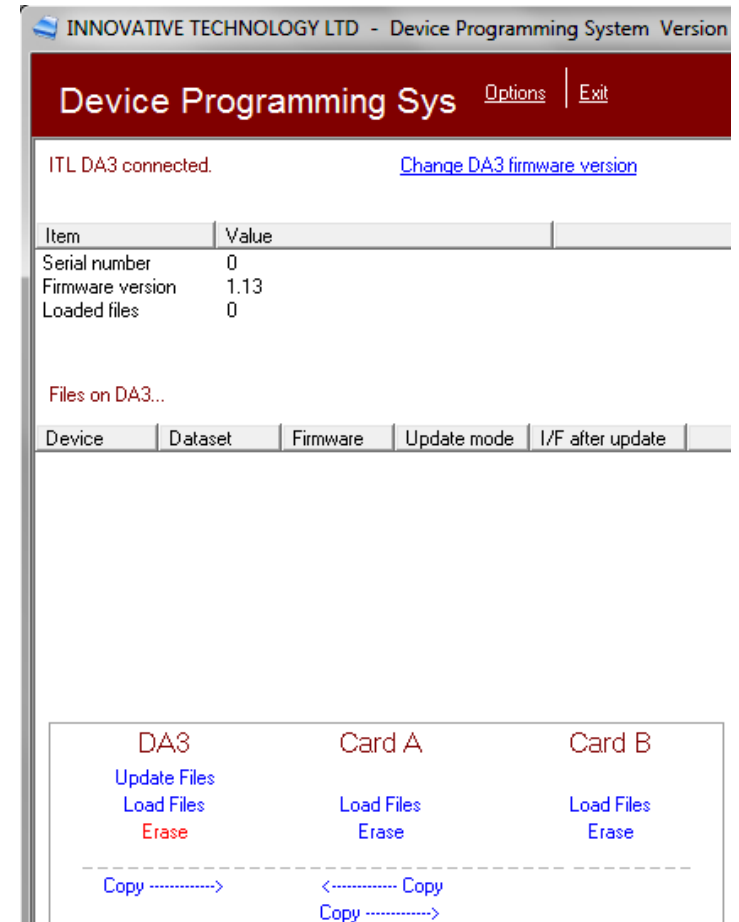 INNOVATIVE TECHNOLOGY LTD - Device Programming System Version
Device Programming Sys Options Exit
ITL DA3 connected. Change DA3 firmware version
Item Value
Serial number 0
Firmware version 1.13
Loaded files 0
Files on DA3...
Device Dataset Firmware Update mode I/F after update
DA3 Card A Card B
Update Files
Load Files Load Files Load Files
Erase Erase Erase
Copy -------------> <------------- Copy
Copy ------------->